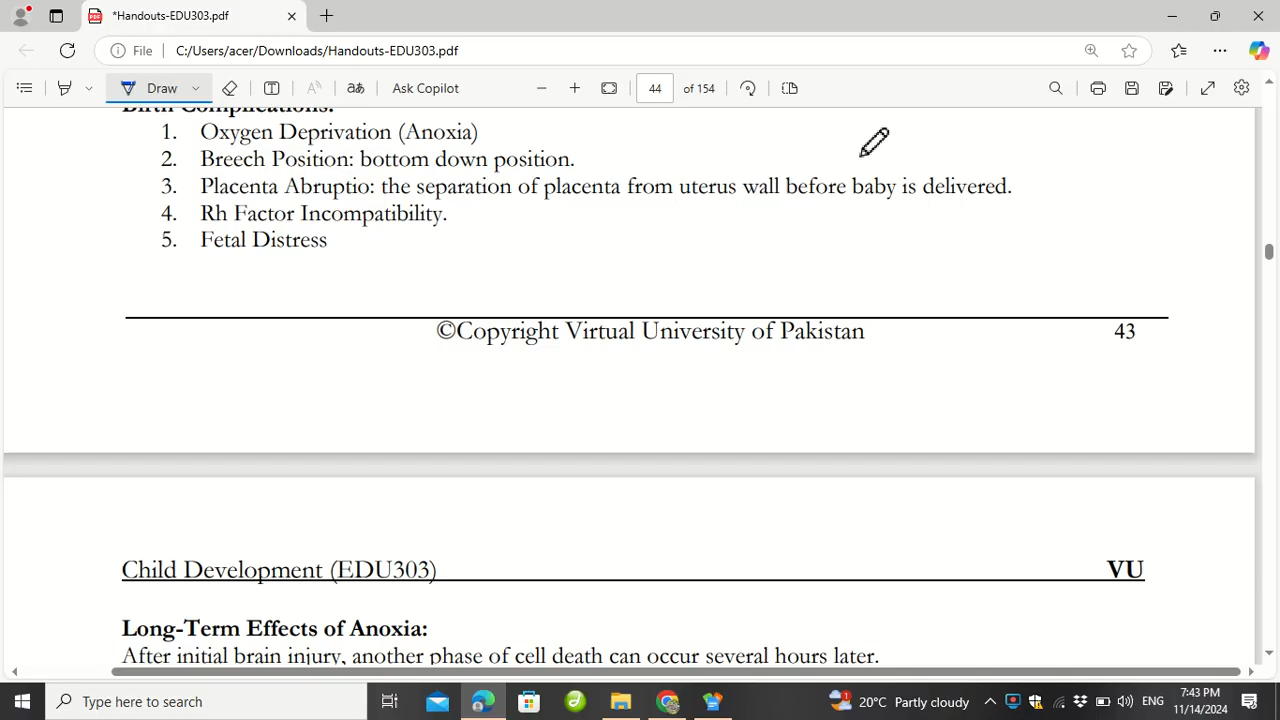 *Handouts-EDU303.pdf
File C:/Users/acer/Downloads/Handouts-EDU303.pdf
Draw Ask Copilot 44 of 154
Birth Complications:
1. Oxygen Deprivation (Anoxia)
2. Breech Position: bottom down position.
3. Placenta Abruptio: the separation of placenta from uterus wall before baby is delivered.
4. Rh Factor Incompatibility.
5. Fetal Distress
©Copyright Virtual University of Pakistan 43
Child Development (EDU303) VU
Long-Term Effects of Anoxia:
After initial brain injury, another phase of cell death can occur several hours later.
Type here to search 1 20°C Partly cloudy ENG 7:43 PM
11/14/2024